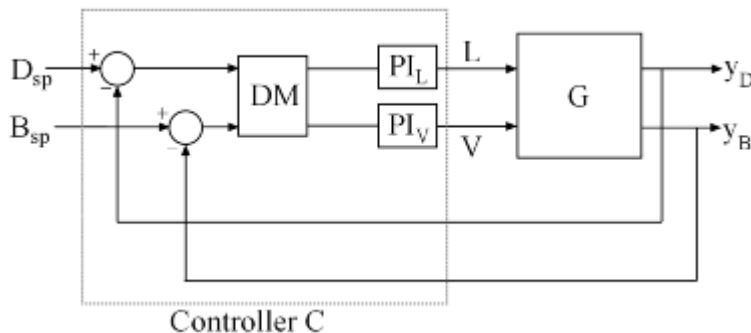 +
D_sp
−
DM
PI_L
L
G
y_D
B_sp
+
−
PI_V
V
y_B
Controller C